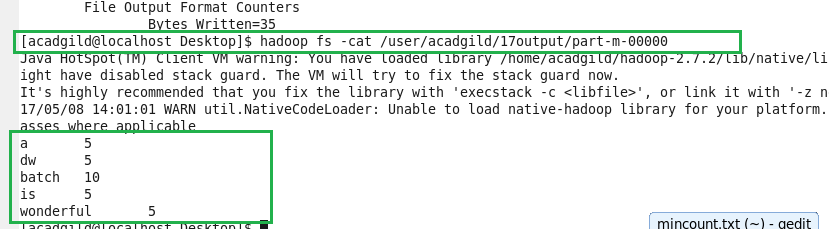 File Output Format Counters
Bytes Written=35
[acadgild@localhost Desktop]$ hadoop fs -cat /user/acadgild/17output/part-m-00000
Java HotSpot(TM) Client VM warning: You have loaded library /home/acadgild/hadoop-2.7.2/lib/native/li
ight have disabled stack guard. The VM will try to fix the stack guard now.
It's highly recommended that you fix the library with 'execstack -c <libfile>', or link it with '-z n
17/05/08 14:01:01 WARN util.NativeCodeLoader: Unable to load native-hadoop library for your platform.
asses where applicable
a 5
dw 5
batch 10
is 5
wonderful 5
[acadgild@localhost Desktop]$
mincount.txt (~) - gedit